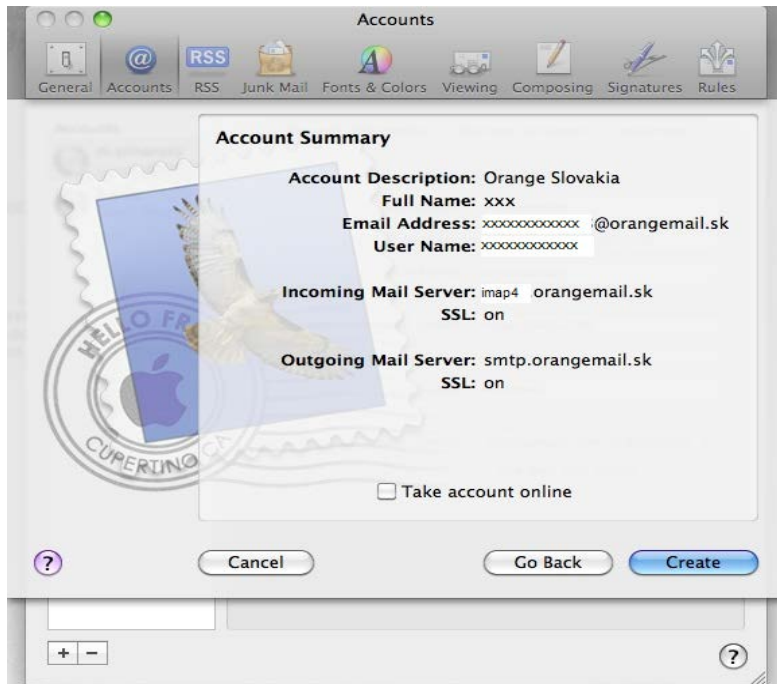 Accounts
RSS
General Accounts RSS Junk Mail Fonts & Colors Viewing Composing Signatures Rules
Account Summary
Account Description: Orange Slovakia
Full Name: xxx
Email Address: xxxxxxxxxxxx @orangemail.sk
User Name: xxxxxxxxxxxx
Incoming Mail Server: imap4 .orangemail.sk
SSL: on
Outgoing Mail Server: smtp.orangemail.sk
SSL: on
HELLO FR
CUPERTINO CA
Take account online
? Cancel Go Back Create
+ - ?